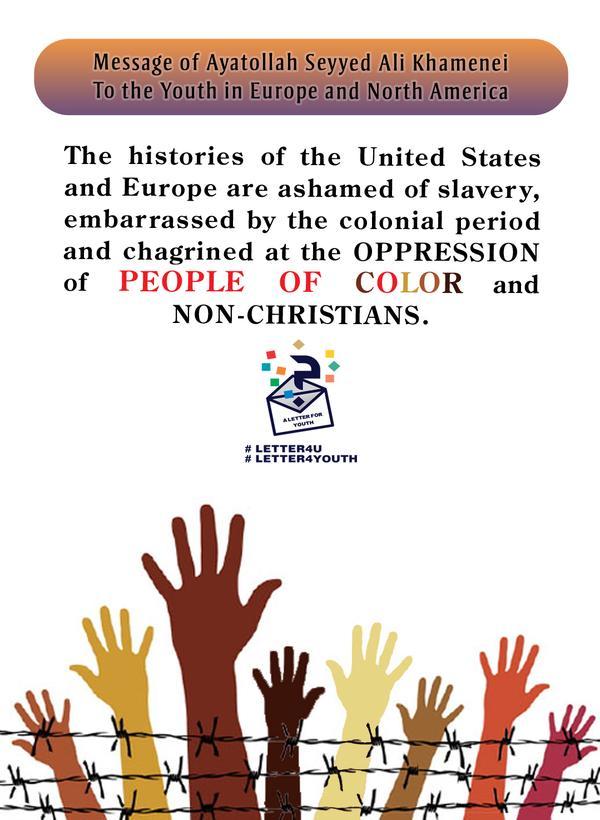 Message of Ayatollah Seyyed Ali Khamenei
To the Youth in Europe and North America
The histories of the United States
and Europe are ashamed of slavery,
embarrassed by the colonial period
and chagrined at the OPPRESSION
of PEOPLE OF COLOR and
NON-CHRISTIANS.
A LETTER FOR
YOUTH
# LETTER4U
# LETTER4YOUTH